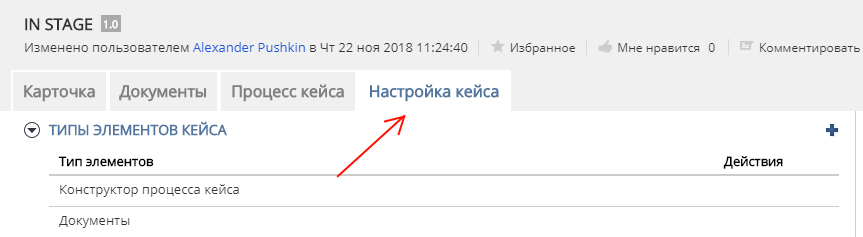 IN STAGE 1.0
Изменено пользователем Alexander Pushkin в Чт 22 ноя 2018 11:24:40 Избранное Мне нравится 0 Комментировать
Карточка Документы Процесс кейса Настройка кейса
ТИПЫ ЭЛЕМЕНТОВ КЕЙСА
Тип элементов Действия
Конструктор процесса кейса
Документы